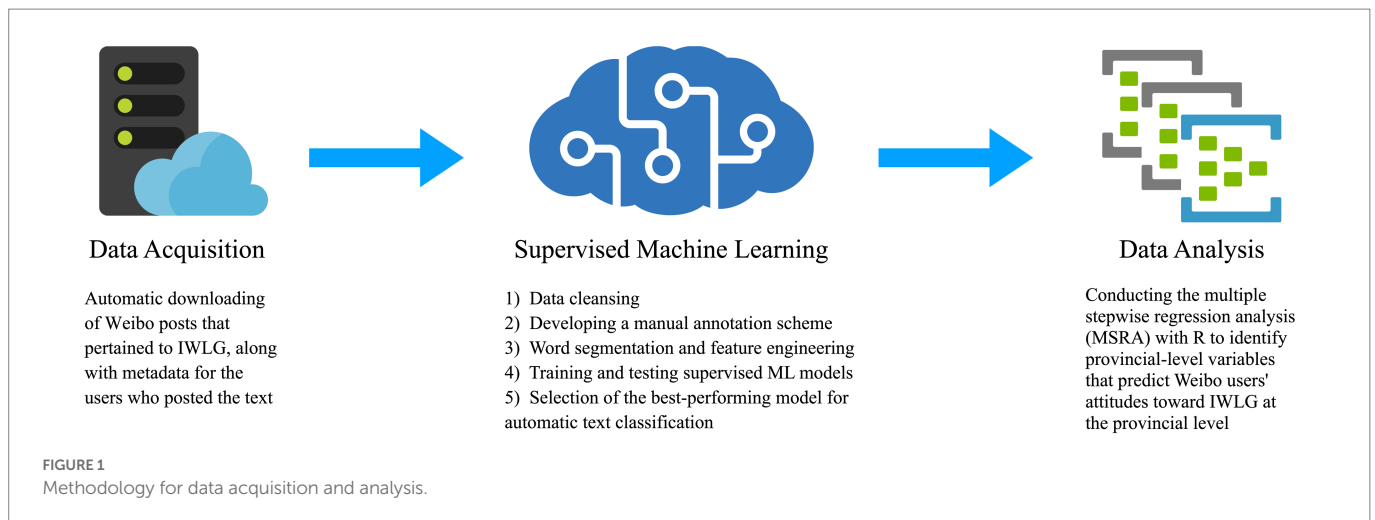 Data Acquisition
Automatic downloading
of Weibo posts that
pertained to IWLG, along
with metadata for the
users who posted the text
Supervised Machine Learning
1) Data cleansing
2) Developing a manual annotation scheme
3) Word segmentation and feature engineering
4) Training and testing supervised ML models
5) Selection of the best-performing model for
automatic text classification
Data Analysis
Conducting the multiple
stepwise regression analysis
(MSRA) with R to identify
provincial-level variables
that predict Weibo users'
attitudes toward IWLG at
the provincial level
FIGURE 1
Methodology for data acquisition and analysis.